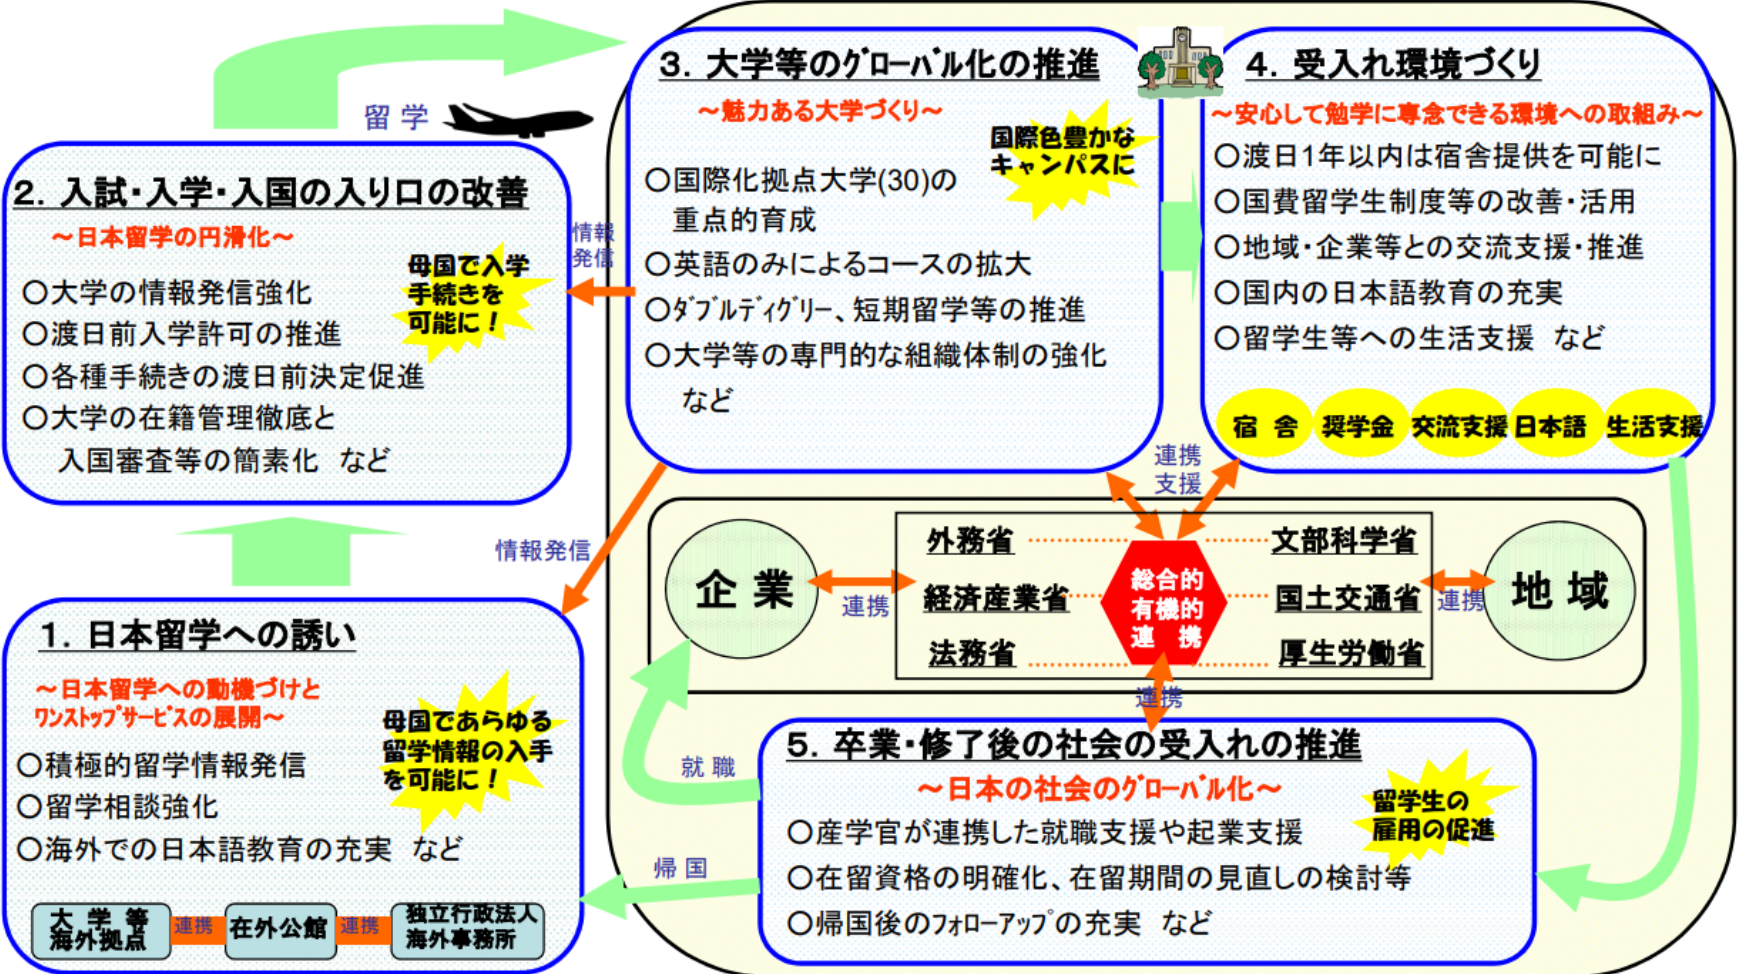 留 学
2．入試・入学・入国の入り口の改善
～日本留学の円滑化～
母国で入学
手続きを
可能に！
○大学の情報発信強化
○渡日前入学許可の推進
○各種手続きの渡日前決定促進
○大学の在籍管理徹底と
入国審査等の簡素化 など
情報
発信
3．大学等のｸﾞﾛｰﾊﾞﾙ化の推進
～魅力ある大学づくり～
国際色豊かな
キャンパスに
○国際化拠点大学(30)の
重点的育成
○英語のみによるコースの拡大
○ﾀﾞﾌﾞﾙﾃﾞｨｸﾞﾘｰ、短期留学等の推進
○大学等の専門的な組織体制の強化
など
4．受入れ環境づくり
～安心して勉学に専念できる環境への取組み～
○渡日1年以内は宿舎提供を可能に
○国費留学生制度等の改善・活用
○地域・企業等との交流支援・推進
○国内の日本語教育の充実
○留学生等への生活支援 など
宿 舎 奨学金 交流支援 日本語 生活支援
連携
支援
情報発信
企 業
連携
外務省
経済産業省
法務省
総合的
有機的
連 携
文部科学省
国土交通省
厚生労働省
連携
地 域
連携
1．日本留学への誘い
～日本留学への動機づけと
ﾜﾝｽﾄｯﾌﾟｻｰﾋﾞｽの展開～
母国であらゆる
留学情報の入手
を可能に！
○積極的留学情報発信
○留学相談強化
○海外での日本語教育の充実 など
大 学 等
海外拠点
連携
在外公館
連携
独立行政法人
海外事務所
就 職
帰 国
5．卒業・修了後の社会の受入れの推進
～日本の社会のｸﾞﾛｰﾊﾞﾙ化～
留学生の
雇用の促進
○産学官が連携した就職支援や起業支援
○在留資格の明確化、在留期間の見直しの検討等
○帰国後のﾌｫﾛｰｱｯﾌﾟの充実 など